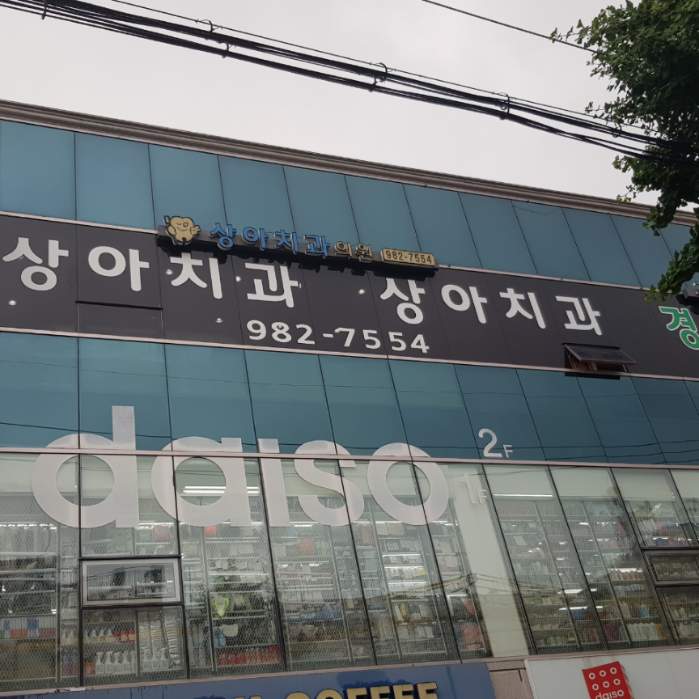 상아치과의원 982-7554
상아치과 상아치과 경
982-7554
daiso 2F
1F
COFFEE
daiso